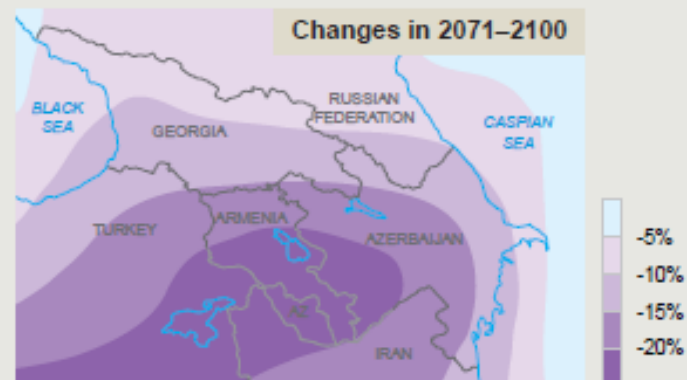 Changes in 2071–2100
BLACK
SEA
GEORGIA
RUSSIAN
FEDERATION
CASPIAN
SEA
TURKEY
ARMENIA
AZERBAIJAN
AZ
IRAN
-5%
-10%
-15%
-20%